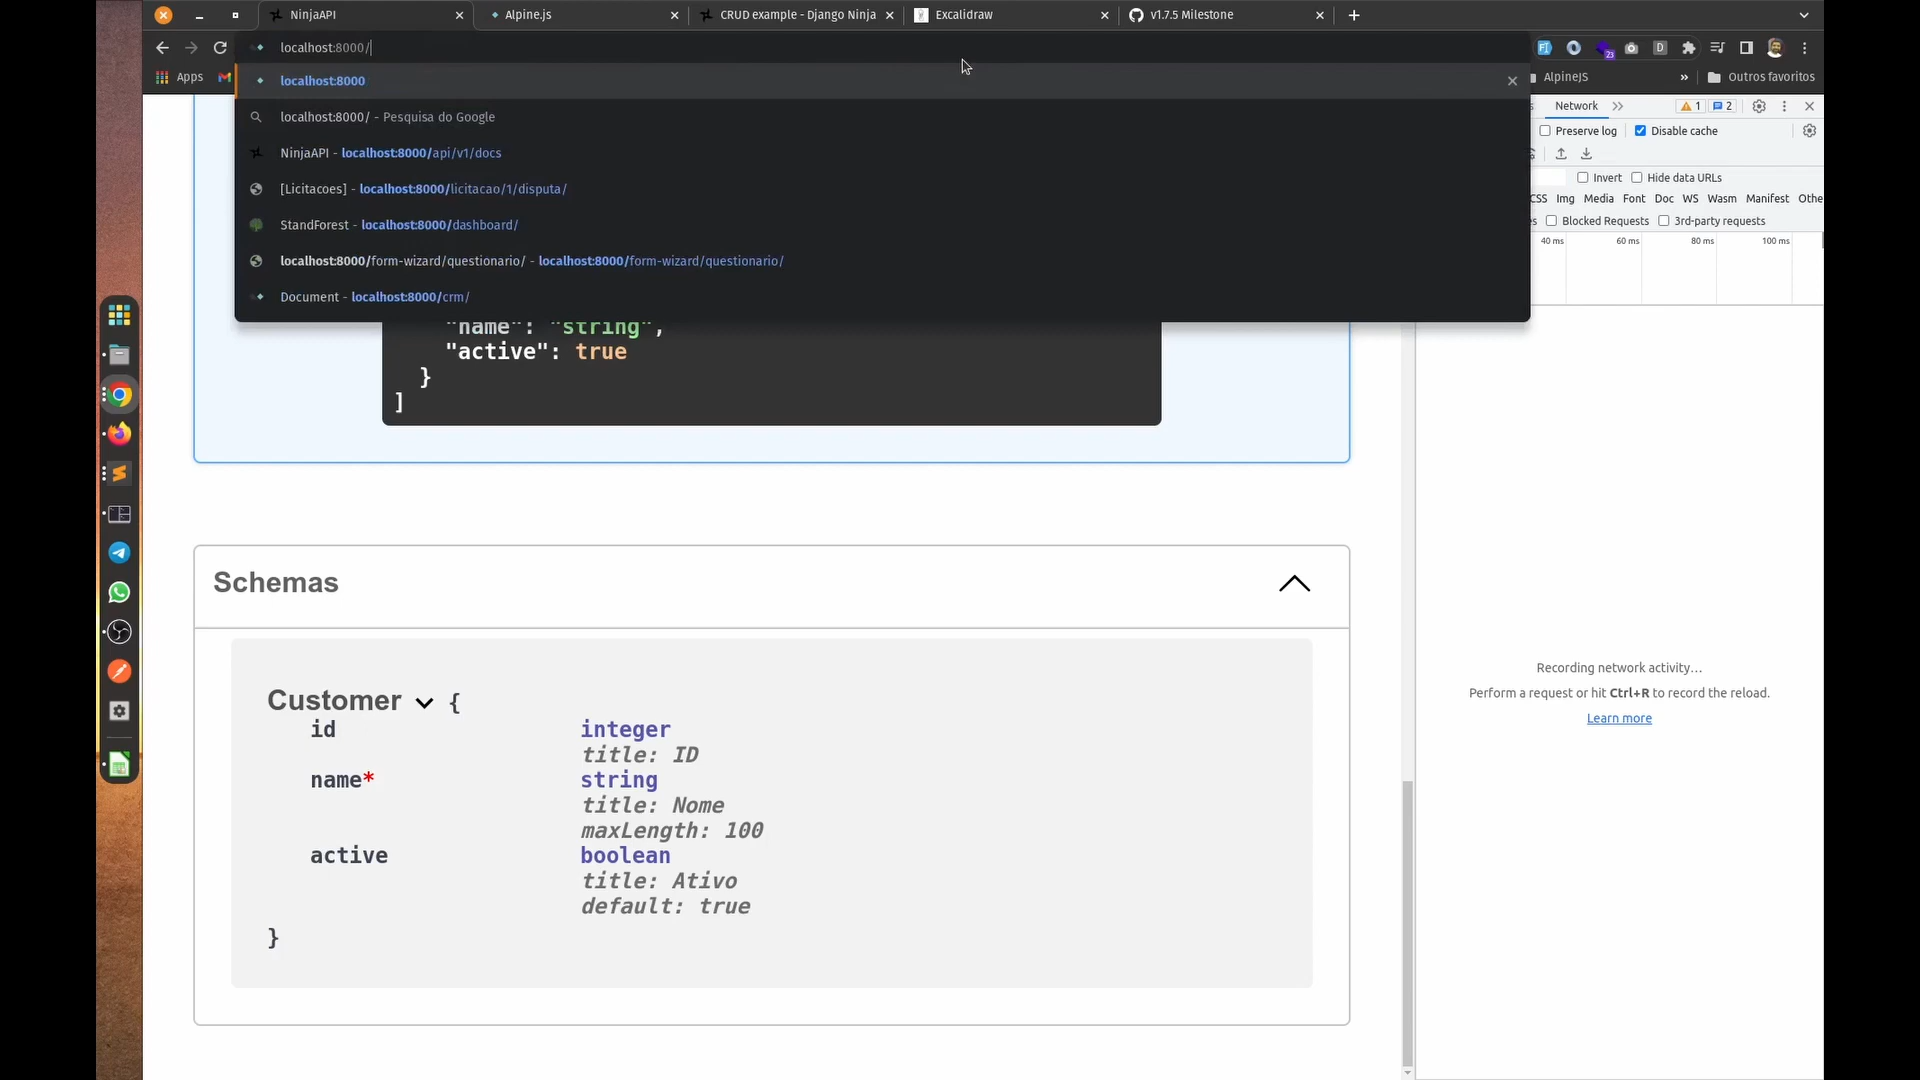 NinjaAPI
Alpine.js
CRUD example - Django Ninja
Excalidraw
v1.7.5 Milestone
localhost:8000/
23
Apps
AlpineJS
»
Outros favoritos
localhost:8000
localhost:8000/ - Pesquisa do Google
NinjaAPI - localhost:8000/api/v1/docs
[Licitacoes] - localhost:8000/licitacao/1/disputa/
StandForest - localhost:8000/dashboard/
localhost:8000/form-wizard/questionario/ - localhost:8000/form-wizard/questionario/
Document - localhost:8000/crm/
Network
1
2
Preserve log
Disable cache
Invert
Hide data URLs
CSS Img Media Font Doc WS Wasm Manifest Othe
Blocked Requests
3rd-party requests
40 ms
60 ms
80 ms
100 ms
"name": "string",
"active": true
}
]
Schemas
Customer {
id integer
title: ID
name* string
title: Nome
maxLength: 100
active boolean
title: Ativo
default: true
}
Recording network activity…
Perform a request or hit Ctrl+R to record the reload.
Learn more